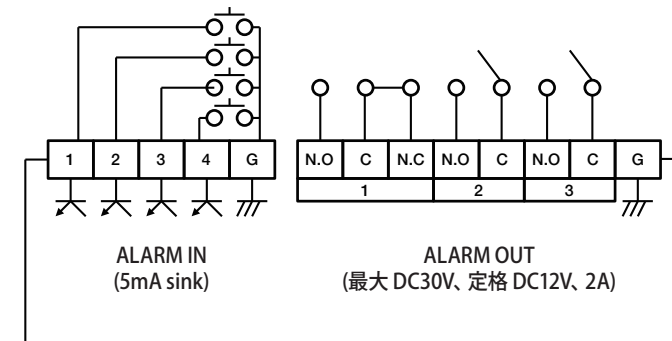 1 2 3 4 G
N.O C N.C N.O C N.O C G
1 2 3
ALARM IN
(5mA sink)
ALARM OUT
(最大 DC30V、定格 DC12V、2A)